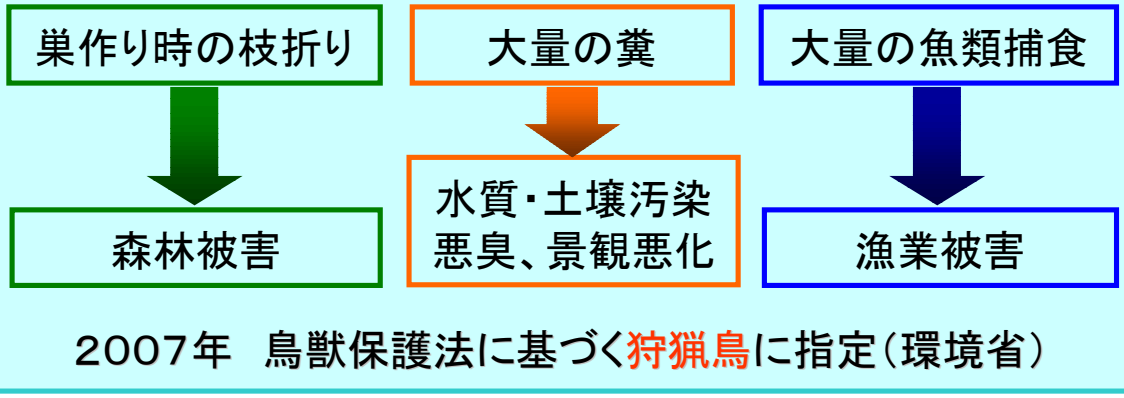 巣作り時の枝折り
大量の糞
大量の魚類捕食
森林被害
水質・土壌汚染
悪臭、景観悪化
漁業被害
2007年　鳥獣保護法に基づく狩猟鳥に指定(環境省)